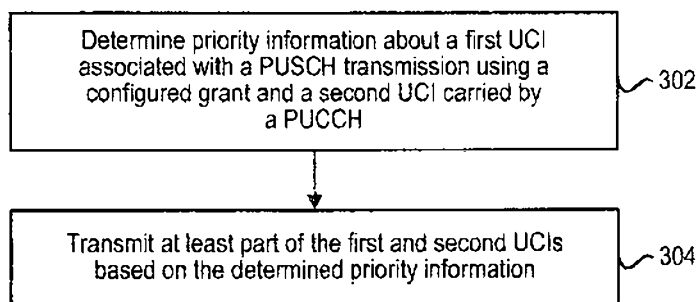 Determine priority information about a first UCI
associated with a PUSCH transmission using a
configured grant and a second UCI carried by
a PUCCH
302
Transmit at least part of the first and second UCIs
based on the determined priority information
304